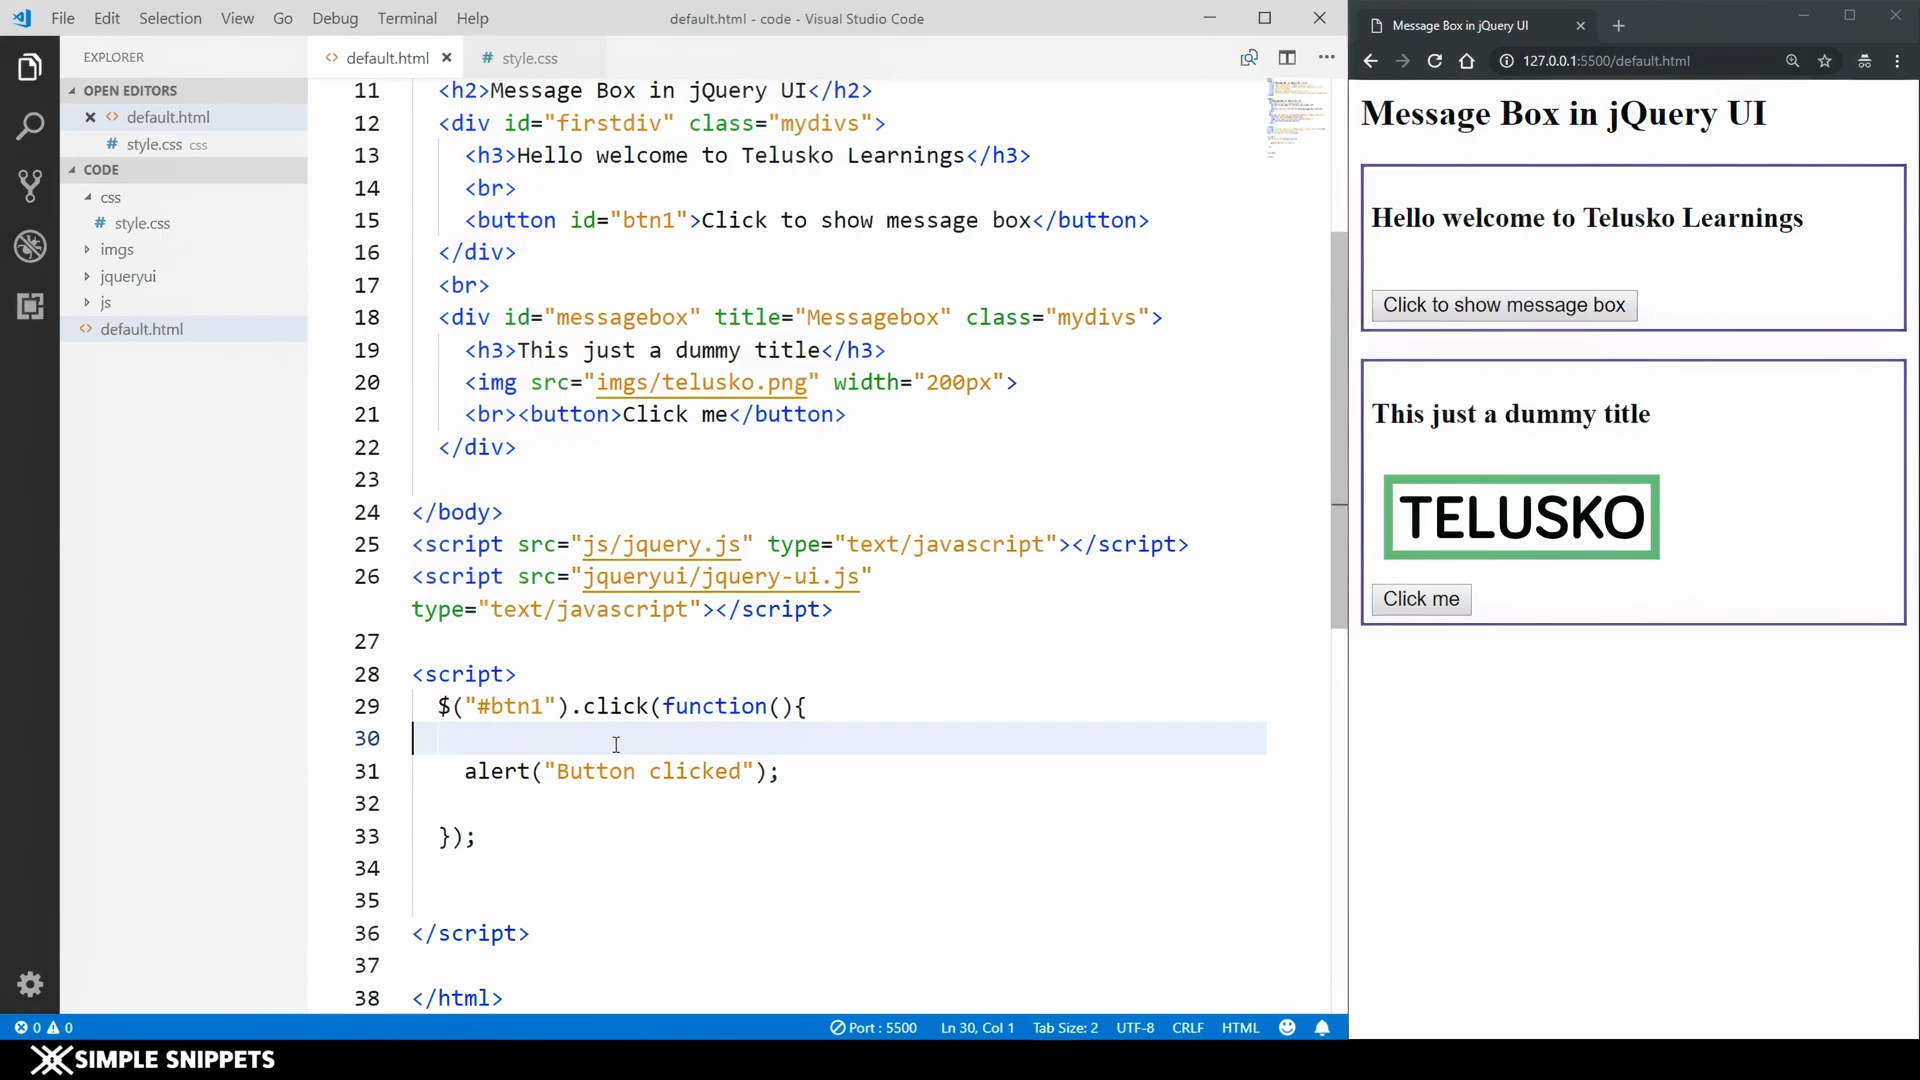 File Edit Selection View Go Debug Terminal Help
default.html - code - Visual Studio Code
EXPLORER
OPEN EDITORS
default.html
style.css css
CODE
css
style.css
imgs
jqueryui
js
default.html
default.html
style.css
11 <h2>Message Box in jQuery UI</h2>
12 <div id="firstdiv" class="mydivs">
13 <h3>Hello welcome to Telusko Learnings</h3>
14 <br>
15 <button id="btn1">Click to show message box</button>
16 </div>
17 <br>
18 <div id="messagebox" title="Messagebox" class="mydivs">
19 <h3>This just a dummy title</h3>
20 <img src="imgs/telusko.png" width="200px">
21 <br><button>Click me</button>
22 </div>
23
24 </body>
25 <script src="js/jquery.js" type="text/javascript"></script>
26 <script src="jqueryui/jquery-ui.js"
type="text/javascript"></script>
27
28 <script>
29 $("#btn1").click(function(){
30
31 alert("Button clicked");
32
33 });
34
35
36 </script>
37
38 </html>
0 0
Port : 5500 Ln 30, Col 1 Tab Size: 2 UTF-8 CRLF HTML
Message Box in jQuery UI
127.0.0.1:5500/default.html
Message Box in jQuery UI
Hello welcome to Telusko Learnings
Click to show message box
This just a dummy title
TELUSKO
Click me
SIMPLE SNIPPETS